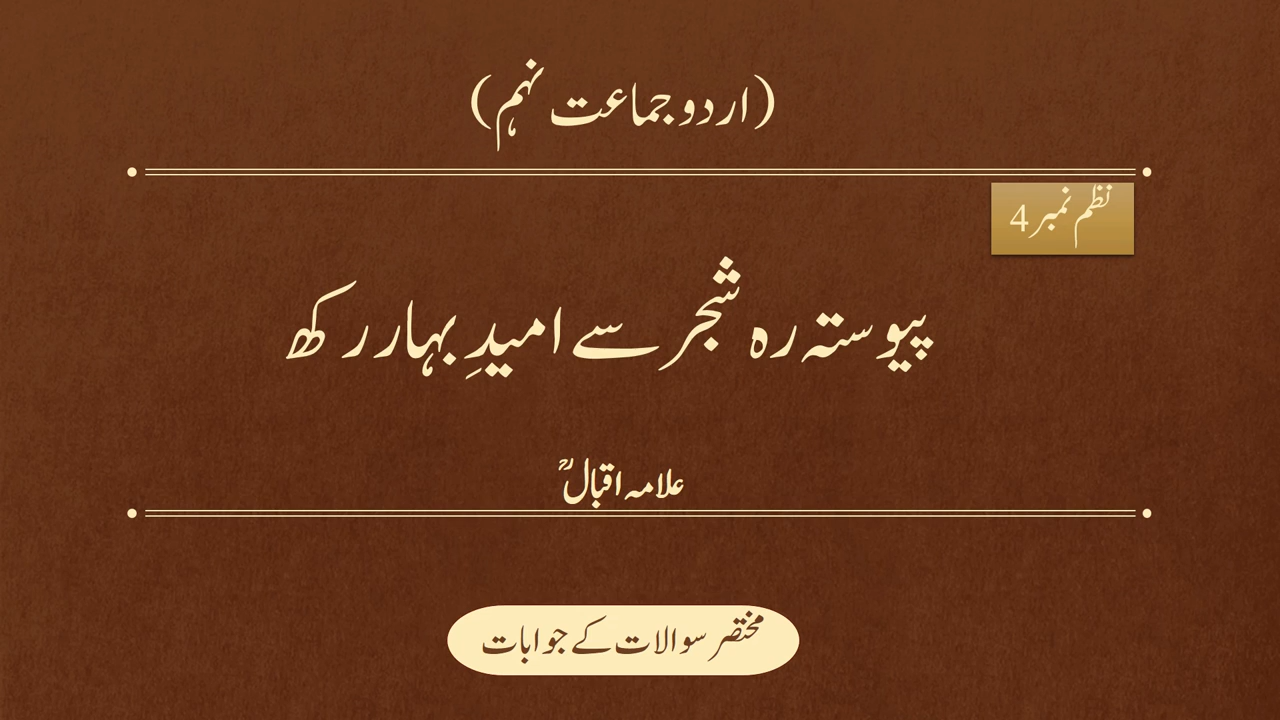 (اردو جماعت نہم)
نظم نمبر 4
پیوستہ رہ شجر سے امیدِ بہار رکھ
علامہ اقبالؒ
مختصر سوالات کے جوابات